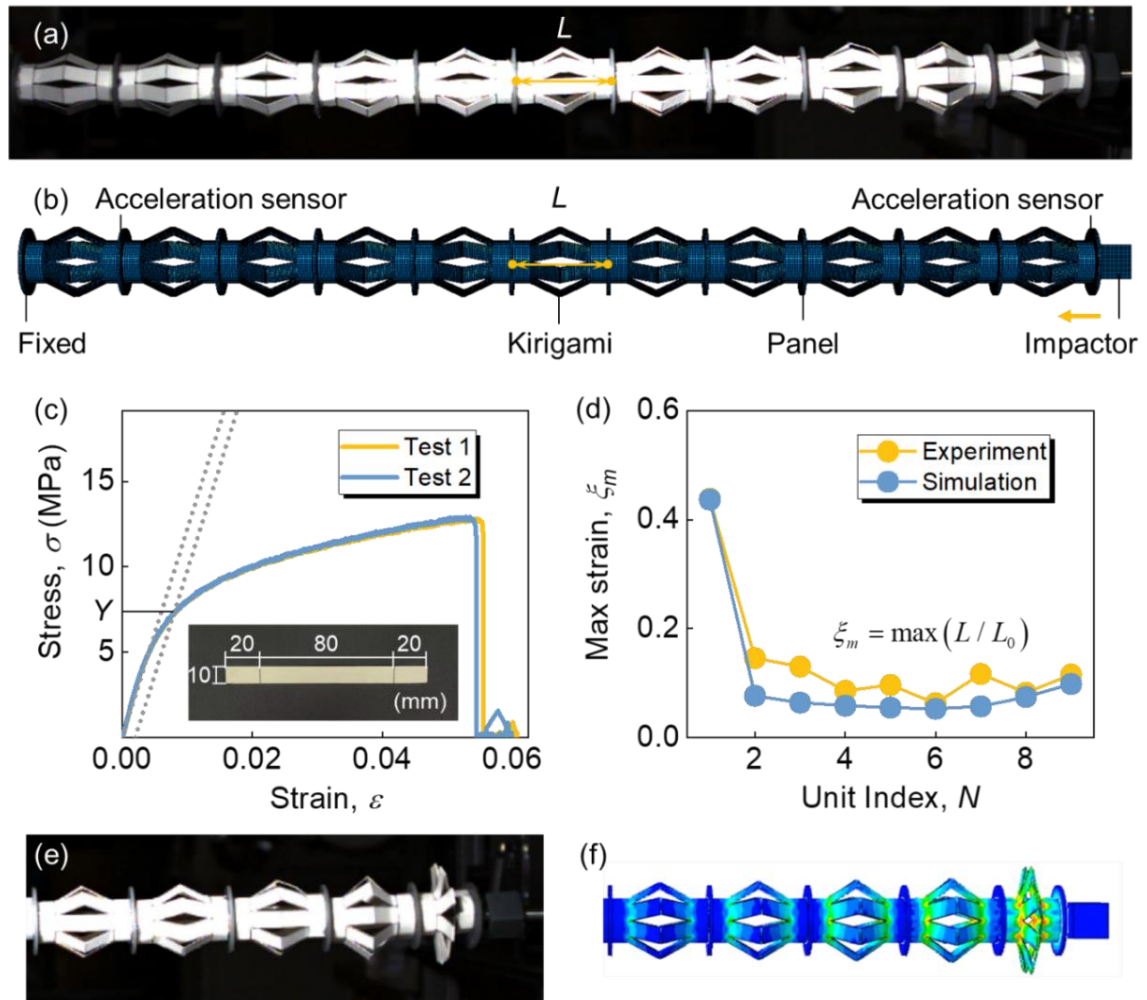 (a)
L
(b)
Acceleration sensor
L
Acceleration sensor
Fixed
Kirigami
Panel
Impactor
(c)
Stress, σ (MPa)
15
10
Y
5
0.00
0.02
0.04
0.06
Strain, ε
Test 1
Test 2
20
80
20
10
(mm)
(d)
Max strain, ξm
0.6
0.4
0.2
0.0
2
4
6
8
Unit Index, N
Experiment
Simulation
ξm = max(L / L0)
(e)
(f)